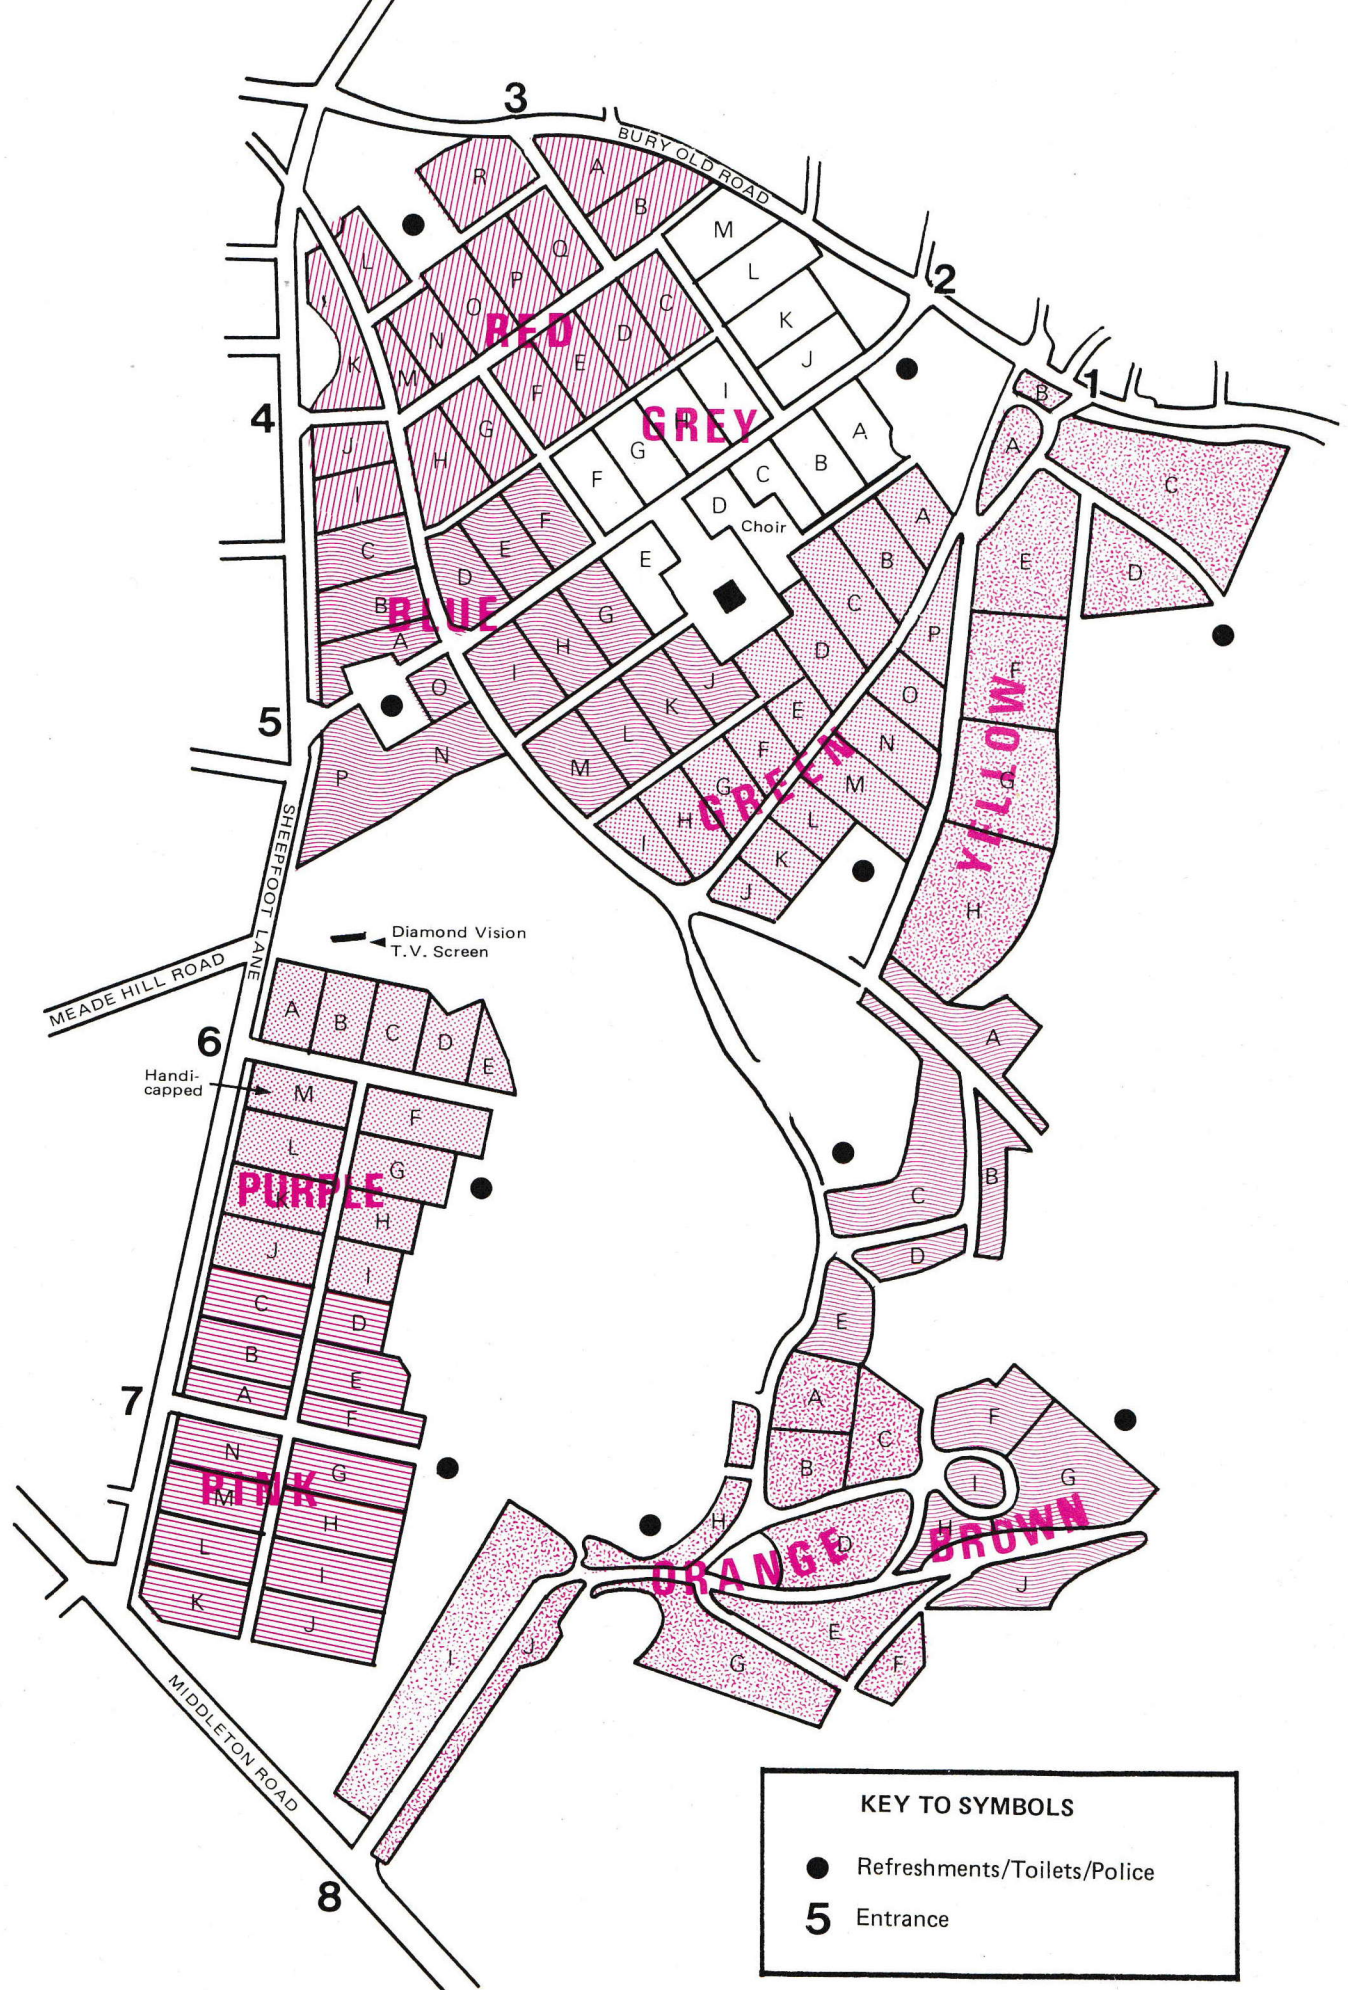 3
BURY OLD ROAD
R
A
B
M
L
Q
L
P
C
2
O
K
D
N
RED
E
J
K
M
F
I
B
1
4
G
H
GREY
A
A
J
H
G
C
B
C
I
F
D
Choir
A
F
C
E
E
B
E
D
D
B
BLUE
G
C
P
A
H
D
F
I
O
J
O
5
K
E
YELLOW
L
F
N
P
N
M
G
GREEN
M
G
H
L
I
K
J
H
SHEEPFOOT LANE
Diamond Vision
T.V. Screen
MEADE HILL ROAD
A
B
C
D
E
6
A
Handi-
capped
M
F
L
G
B
PURPLE
K
H
C
J
I
D
C
D
E
B
E
A
7
A
F
F
C
N
G
B
G
I
PINK
M
H
H
H
BROWN
L
I
ORANGE
D
K
J
J
I
J
E
G
F
MIDDLETON ROAD
8
KEY TO SYMBOLS
Refreshments/Toilets/Police
5 Entrance